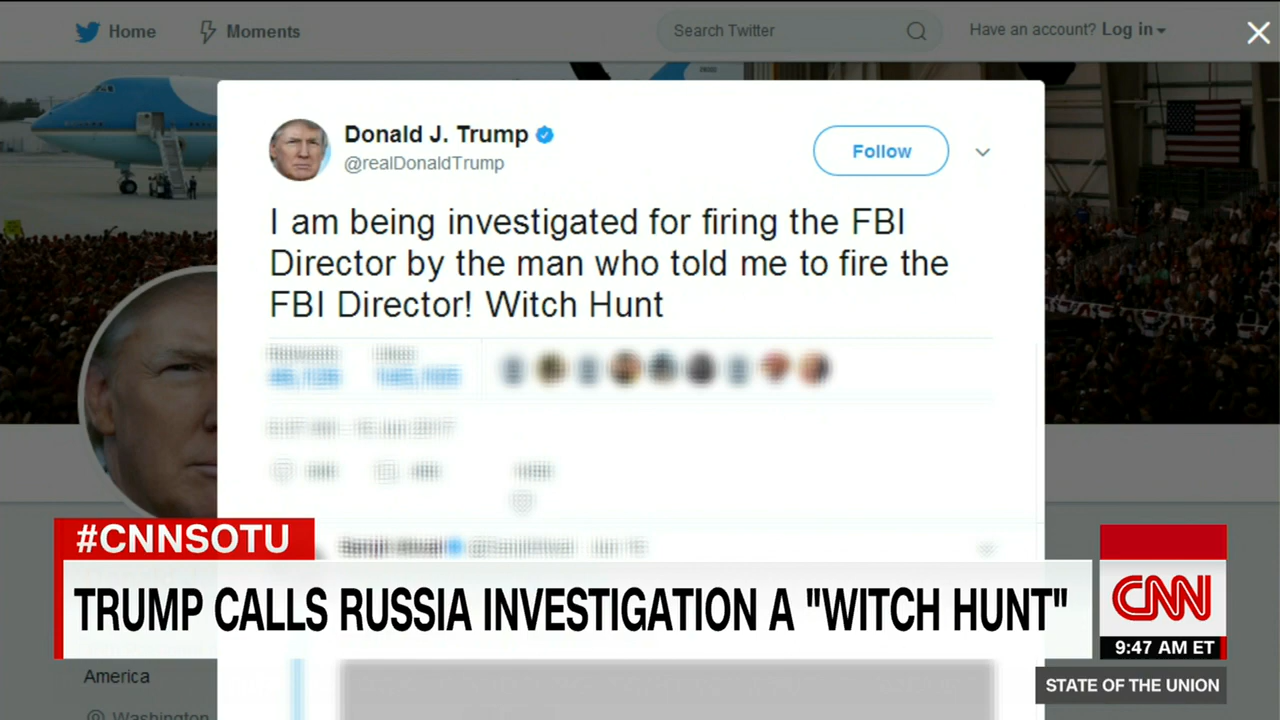 Home
Moments
Search Twitter
Have an account? Log in
Donald J. Trump
@realDonaldTrump
Follow
I am being investigated for firing the FBI
Director by the man who told me to fire the
FBI Director! Witch Hunt
#CNNSOTU
TRUMP CALLS RUSSIA INVESTIGATION A "WITCH HUNT"
CNN
9:47 AM ET
America
STATE OF THE UNION
Washington